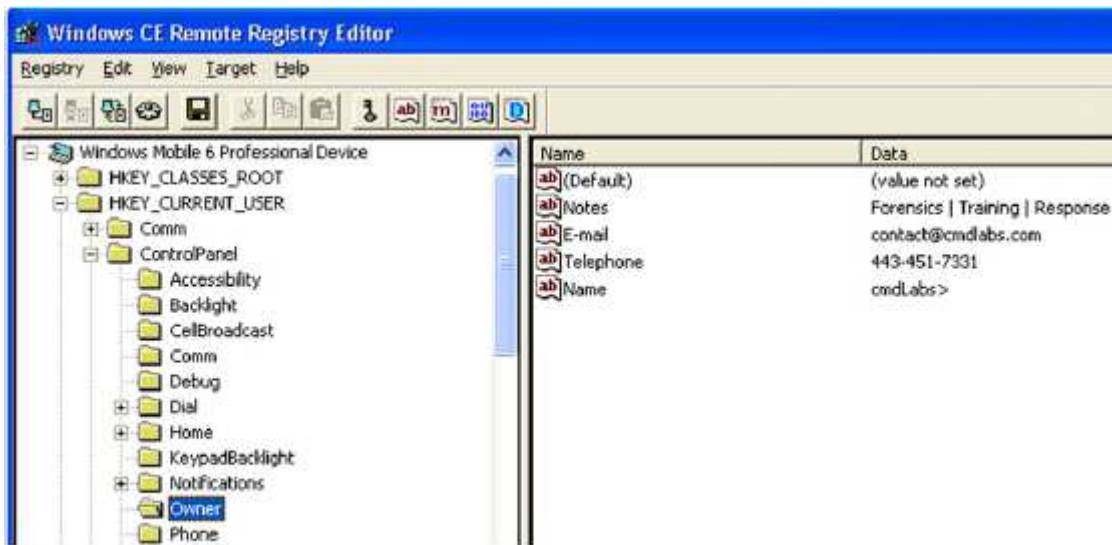 Windows CE Remote Registry Editor
Registry Edit View Target Help
Windows Mobile 6 Professional Device
HKEY_CLASSES_ROOT
HKEY_CURRENT_USER
Comm
ControlPanel
Accessibility
Backlight
CellBroadcast
Comm
Debug
Dial
Home
KeypadBacklight
Notifications
Owner
Phone
Name Data
(Default) (value not set)
Notes Forensics | Training | Response
E-mail contact@cmdlabs.com
Telephone 443-451-7331
Name cmdLabs>